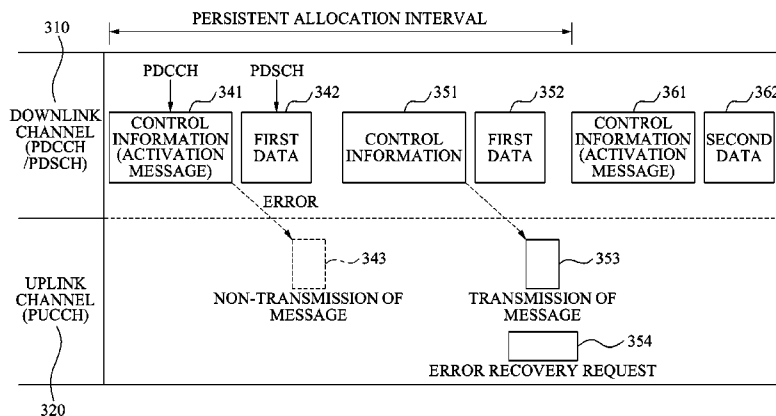 PERSISTENT ALLOCATION INTERVAL
310
PDCCH
341
PDSCH
342
351
352
361
362
DOWNLINK
CHANNEL
(PDCCH
/PDSCH)
CONTROL
INFORMATION
(ACTIVATION
MESSAGE)
FIRST
DATA
CONTROL
INFORMATION
FIRST
DATA
CONTROL
INFORMATION
(ACTIVATION
MESSAGE)
SECOND
DATA
ERROR
UPLINK
CHANNEL
(PUCCH)
343
NON-TRANSMISSION OF
MESSAGE
353
TRANSMISSION OF
MESSAGE
354
ERROR RECOVERY REQUEST
320